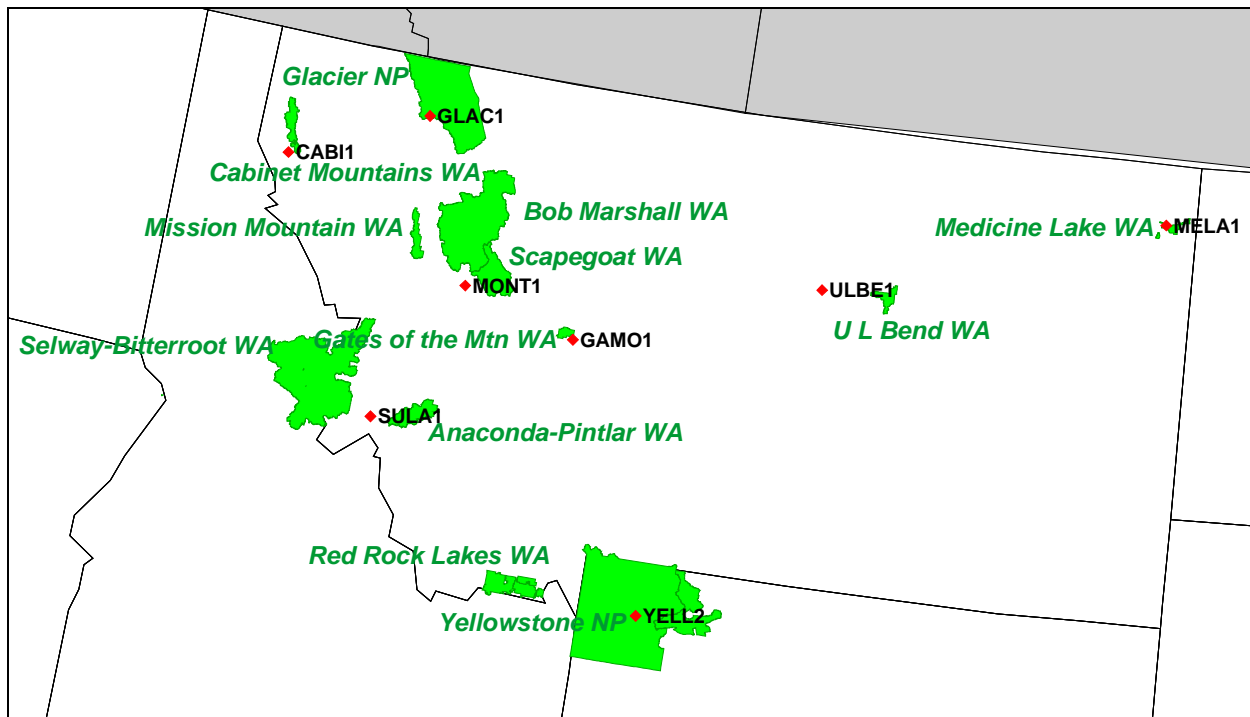 Glacier NP
GLAC1
CABI1
Cabinet Mountains WA
Mission Mountain WA
Bob Marshall WA
Medicine Lake WA
MELA1
Scapegoat WA
MONT1
ULBE1
U L Bend WA
Selway-Bitterroot WA
Gates of the Mtn WA
GAMO1
SULA1
Anaconda-Pintlar WA
Red Rock Lakes WA
Yellowstone NP
YELL2